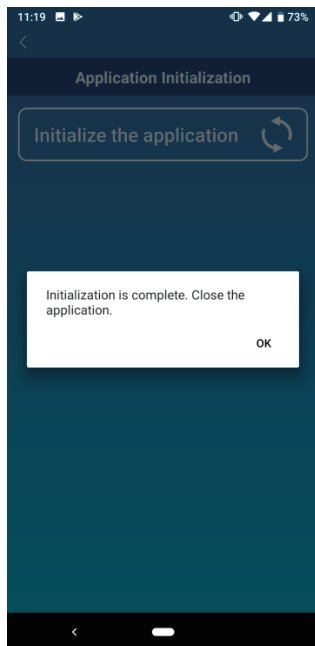 11:19 73%
Application Initialization
Initialize the application
Initialization is complete. Close the
application.
OK